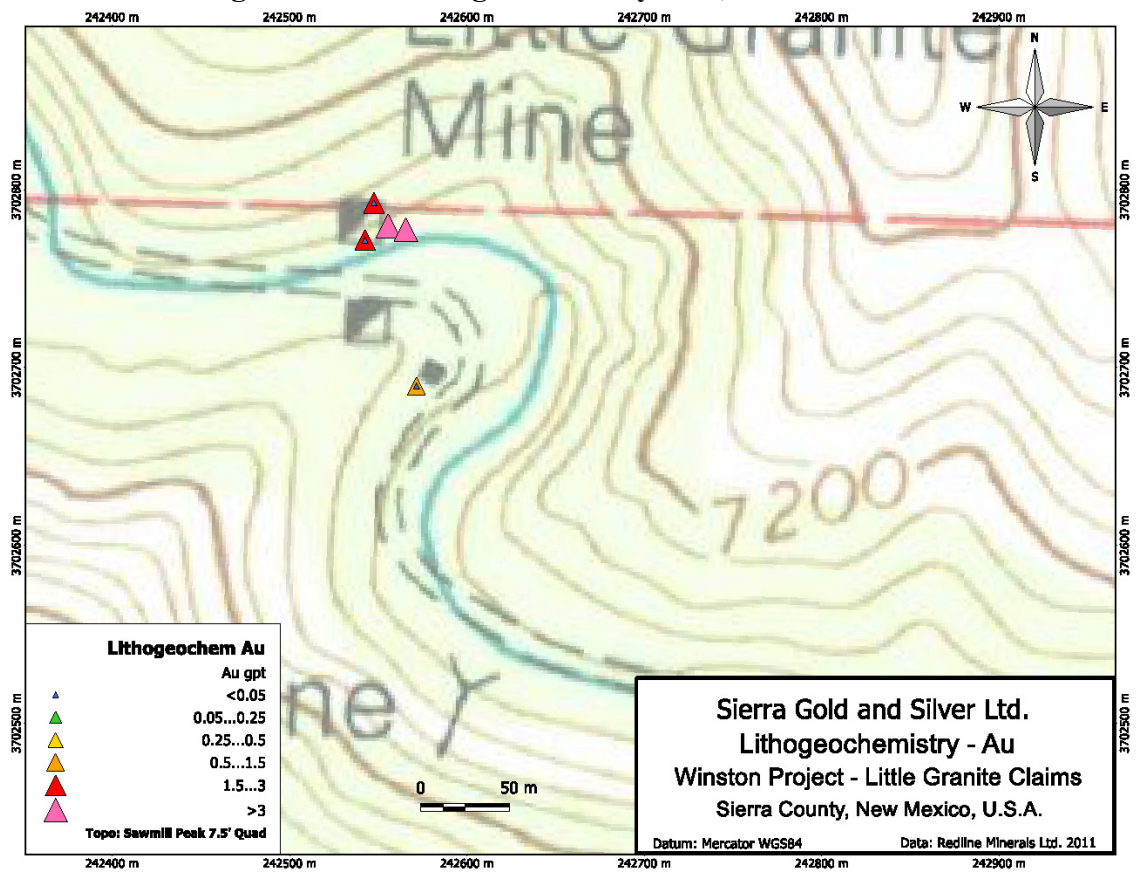 242400 m 242500 m 242600 m 242700 m 242800 m 242900 m
Little Granite
Mine
N
W E
S
3702800 m 3702800 m
3702700 m 3702700 m
3702600 m 3702600 m
3702500 m 3702500 m
7200
ne Y
0 50 m
Lithogeochem Au
Au gpt
<0.05
0.05...0.25
0.25...0.5
0.5...1.5
1.5...3
>3
Topo: Sawmill Peak 7.5' Quad
Sierra Gold and Silver Ltd.
Lithogeochemistry - Au
Winston Project - Little Granite Claims
Sierra County, New Mexico, U.S.A.
Datum: Mercator WGS84 Data: Redline Minerals Ltd. 2011
242400 m 242500 m 242600 m 242700 m 242800 m 242900 m